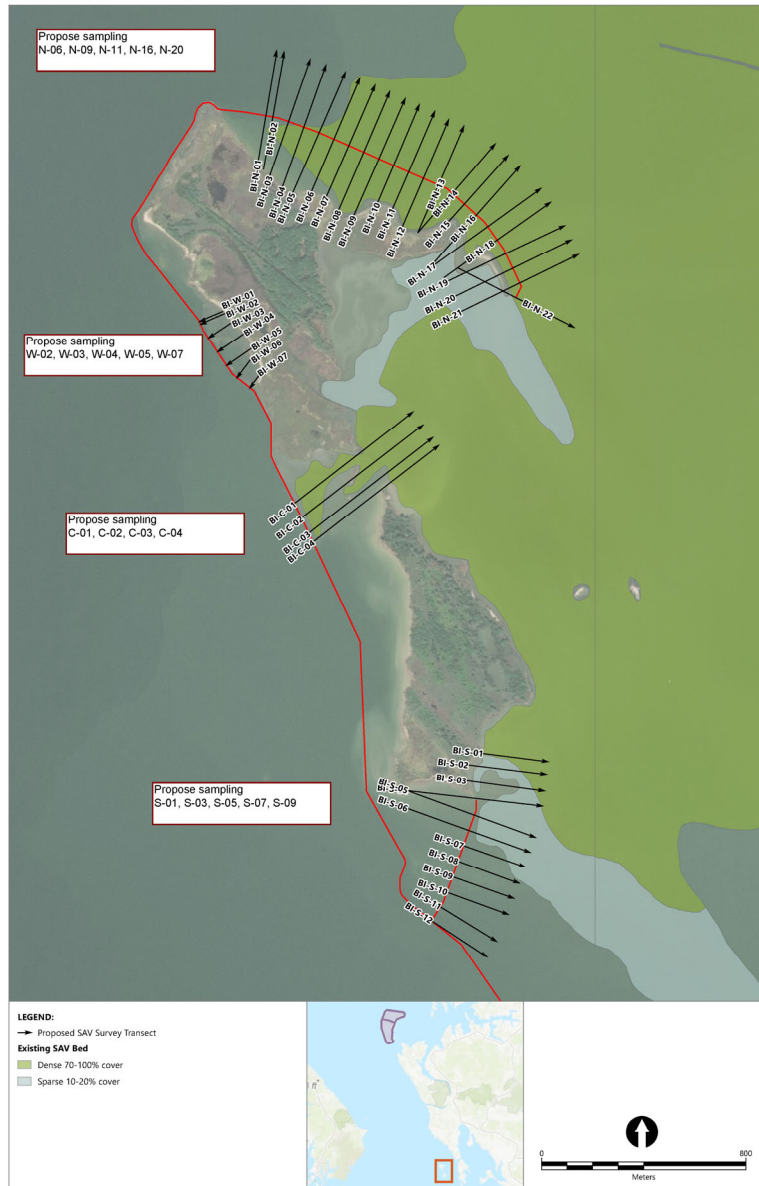 Propose sampling
N-06, N-09, N-11, N-16, N-20
BI-N-01
BI-N-02
BI-N-03
BI-N-04
BI-N-05
BI-N-06
BI-N-07
BI-N-08
BI-N-09
BI-N-10
BI-N-11
BI-N-12
BI-N-13
BI-N-14
BI-N-15
BI-N-16
BI-N-17
BI-N-18
BI-N-19
BI-N-20
BI-N-21
BI-N-22
BI-W-01
BI-W-02
BI-W-03
BI-W-04
BI-W-05
BI-W-06
BI-W-07
Propose sampling
W-02, W-03, W-04, W-05, W-07
BI-C-01
BI-C-02
BI-C-03
BI-C-04
Propose sampling
C-01, C-02, C-03, C-04
BI-S-01
BI-S-02
BI-S-03
BI-S-05
BI-S-06
Propose sampling
S-01, S-03, S-05, S-07, S-09
BI-S-07
BI-S-08
BI-S-09
BI-S-10
BI-S-11
BI-S-12
LEGEND:
Proposed SAV Survey Transect
Existing SAV Bed
Dense 70-100% cover
Sparse 10-20% cover
0
800
Meters